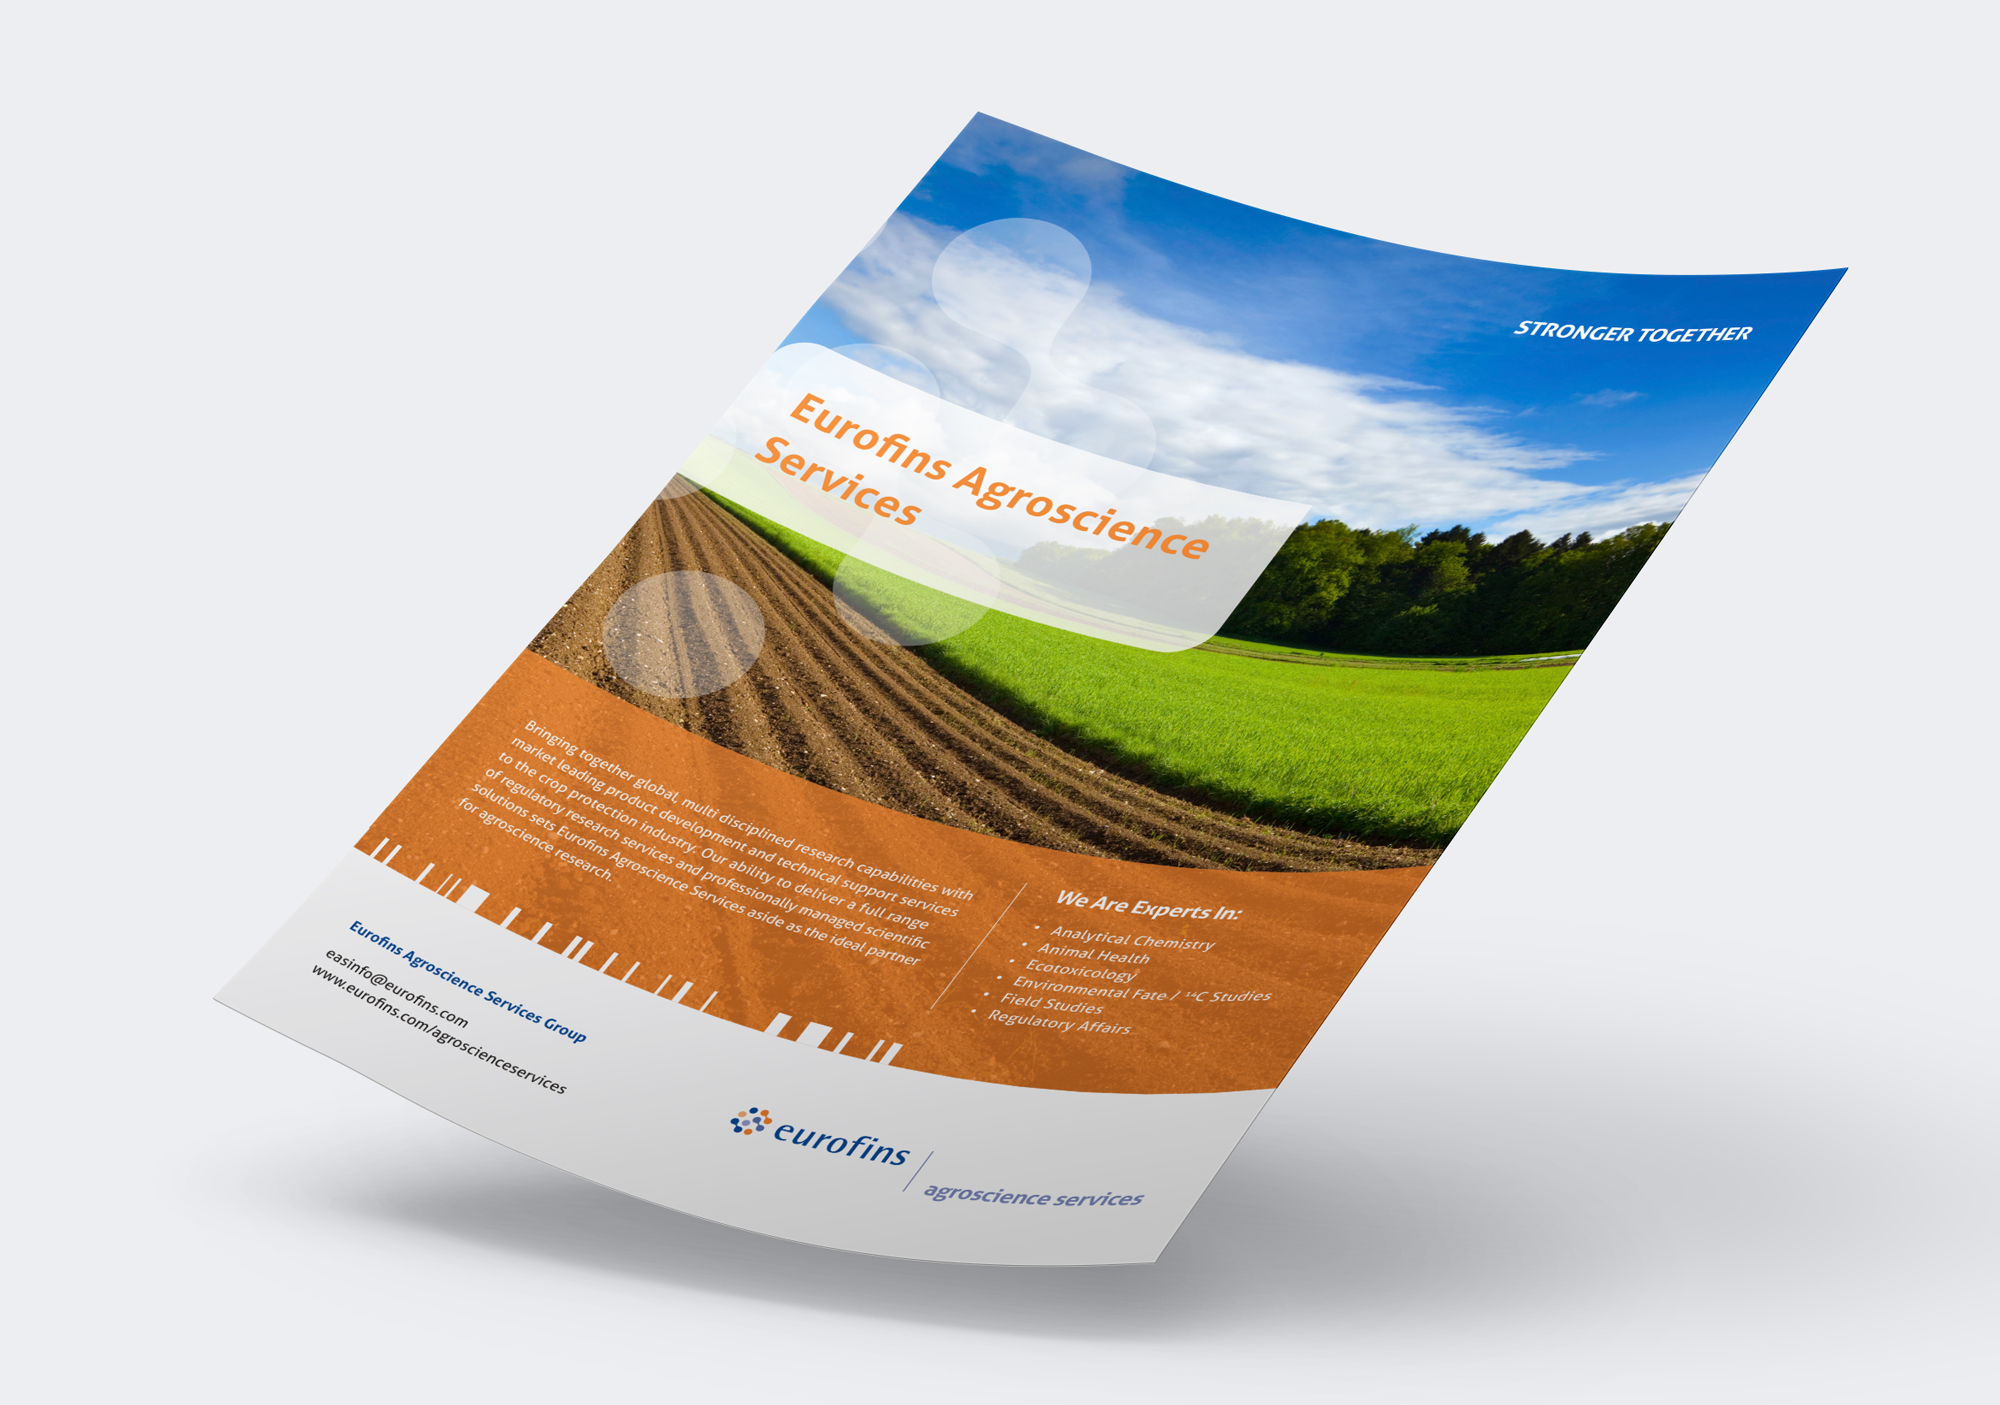 STRONGER TOGETHER
Eurofins Agroscience
Services
Bringing together global, multi disciplined research capabilities with
market leading product development and technical support services
to the crop protection industry. Our ability to deliver a full range
of regulatory research services and professionally managed scientific
solutions sets Eurofins Agroscience Services aside as the ideal partner
for agroscience research.
We Are Experts In:
• Analytical Chemistry
• Animal Health
• Ecotoxicology
• Environmental Fate / ¹⁴C Studies
• Field Studies
• Regulatory Affairs
Eurofins Agroscience Services Group
easinfo@eurofins.com
www.eurofins.com/agroscienceservices
eurofins
agroscience services